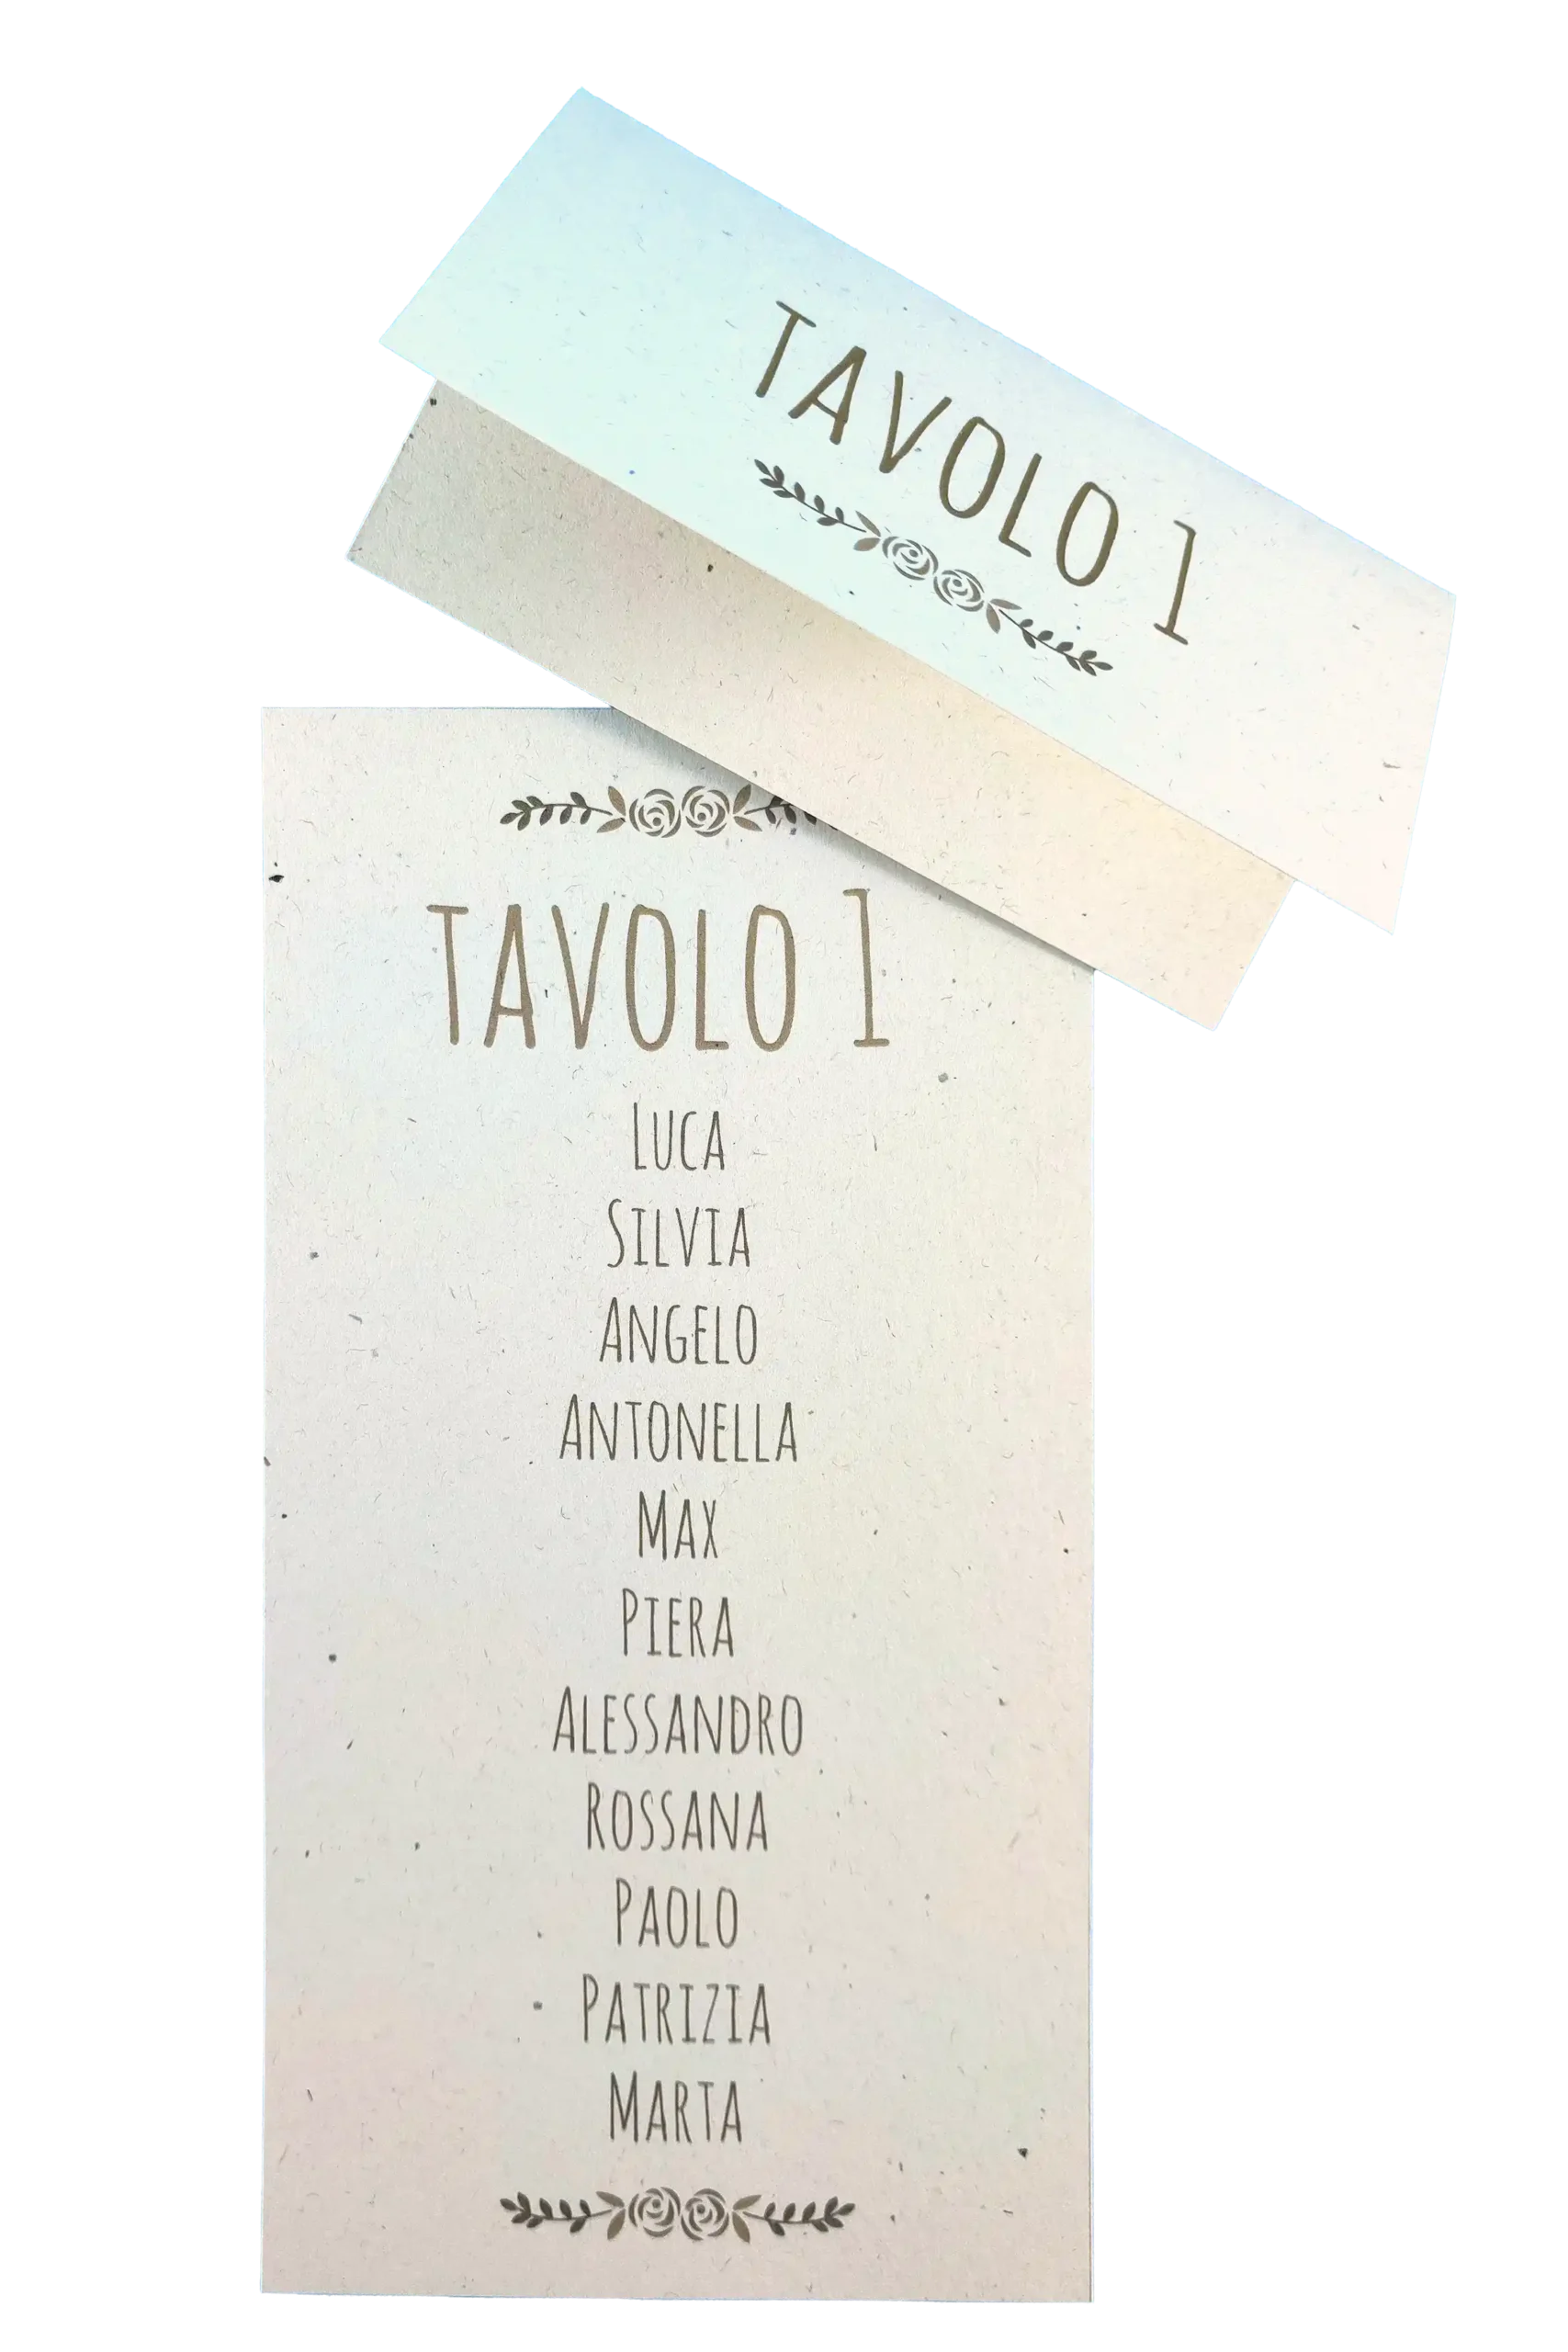 TAVOLO 1
TAVOLO 1
LUCA
SILVIA
ANGELO
ANTONELLA
MAX
PIERA
ALESSANDRO
ROSSANA
PAOLO
PATRIZIA
MARTA